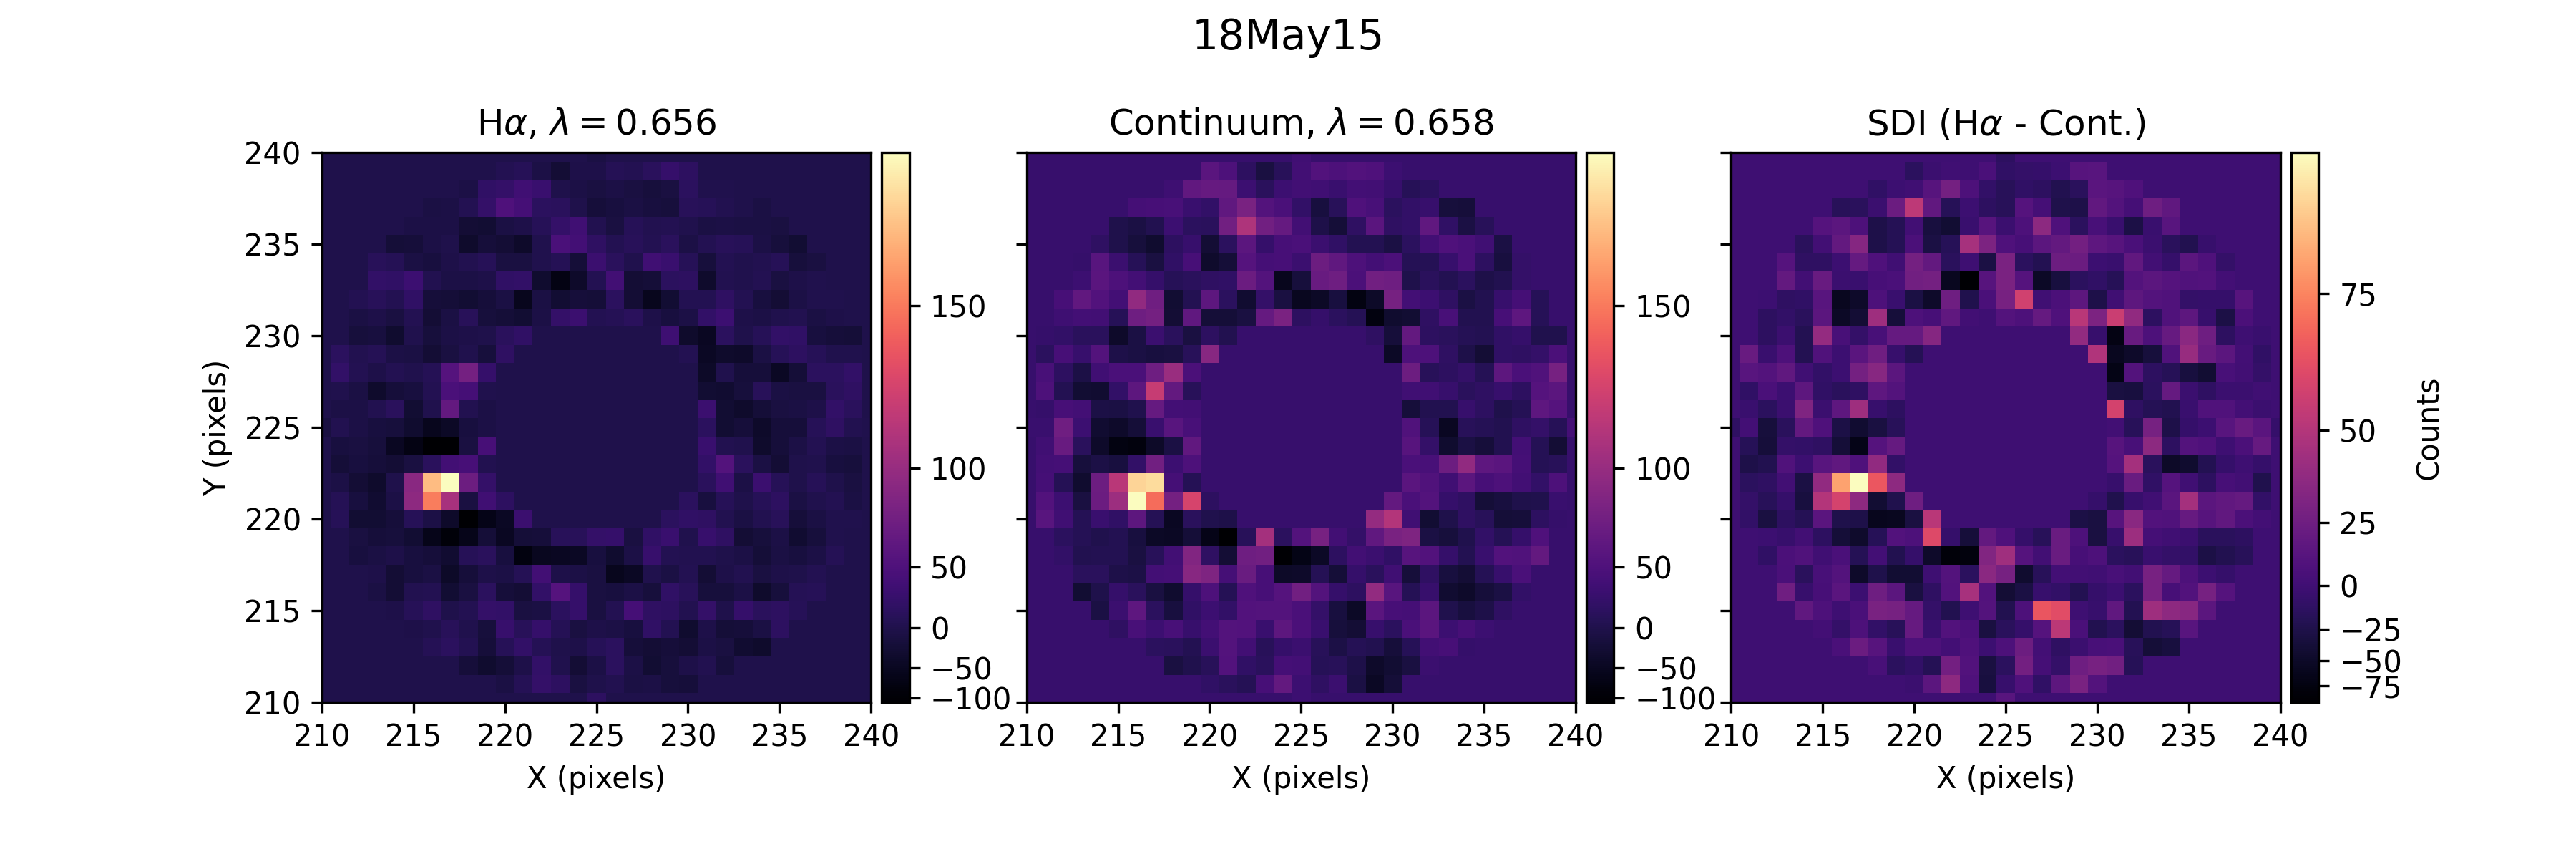 18May15
Hα, λ = 0.656
Continuum, λ = 0.658
SDI (Hα - Cont.)
240
235
230
225
220
215
210
Y (pixels)
210 215 220 225 230 235 240
X (pixels)
150
100
50
0
−50
−100
210 215 220 225 230 235 240
X (pixels)
150
100
50
0
−50
−100
210 215 220 225 230 235 240
X (pixels)
75
50
25
0
−25
−50
−75
Counts